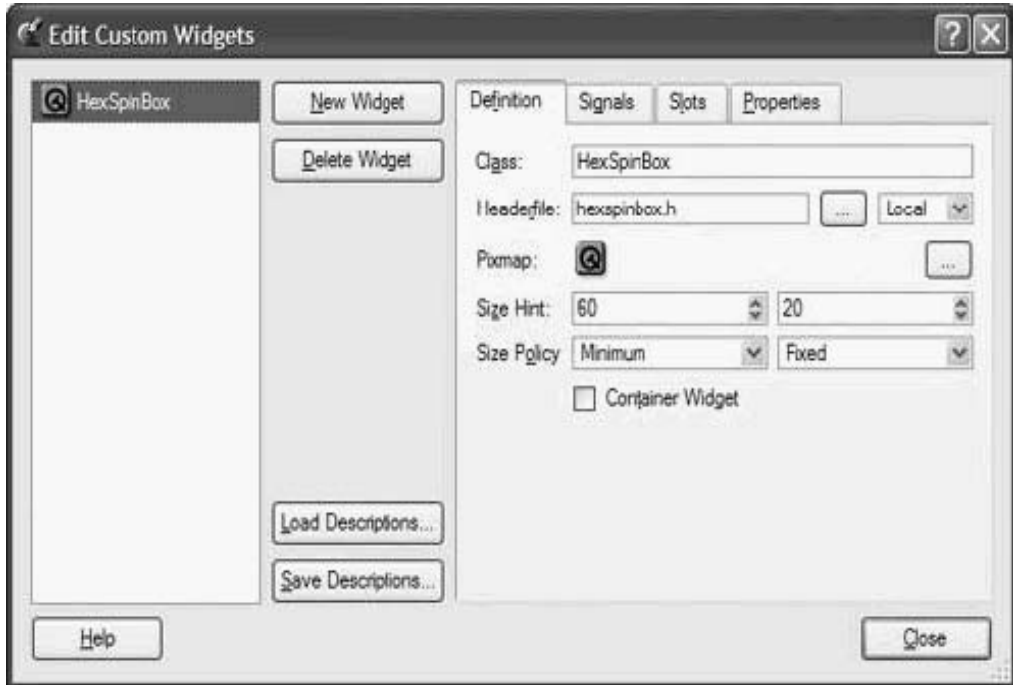 Edit Custom Widgets
HexSpinBox
New Widget
Delete Widget
Load Descriptions...
Save Descriptions...
Definition
Signals
Slots
Properties
Class:
HexSpinBox
Headerfile:
hexspinbox.h
...
Local
Pixmap:
...
Size Hint:
60
20
Size Policy
Minimum
Fixed
Container Widget
Help
Close